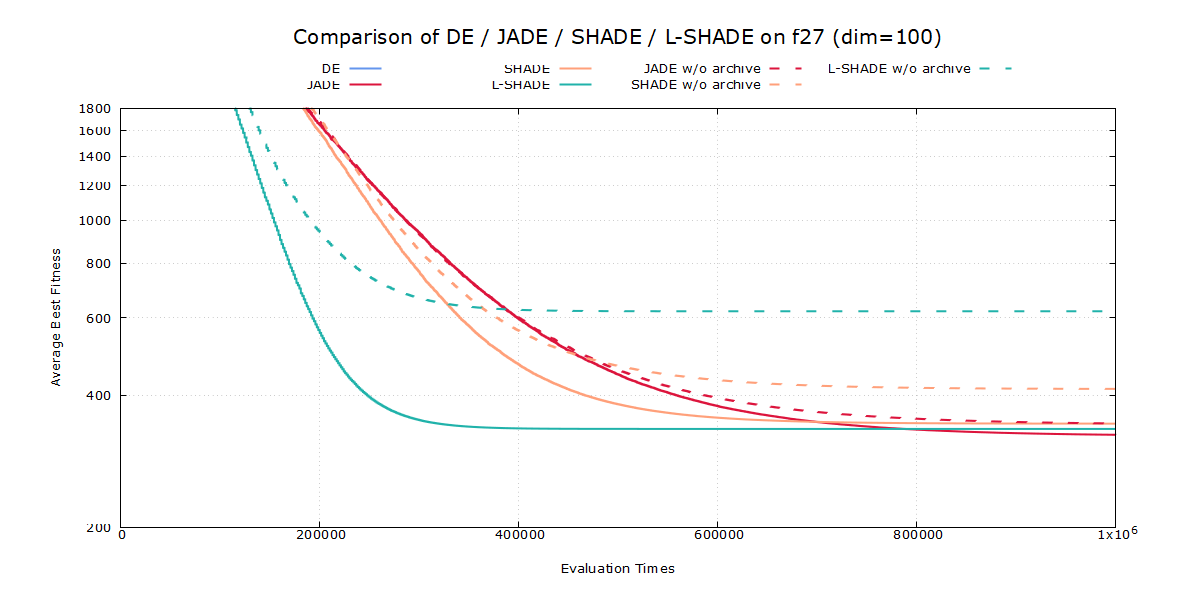 Comparison of DE / JADE / SHADE / L-SHADE on f27 (dim=100)
DE SHADE JADE w/o archive L-SHADE w/o archive
JADE L-SHADE SHADE w/o archive
1800
1600
1400
1200
1000
800
600
400
200
Average Best Fitness
0 200000 400000 600000 800000 1x10^6
Evaluation Times